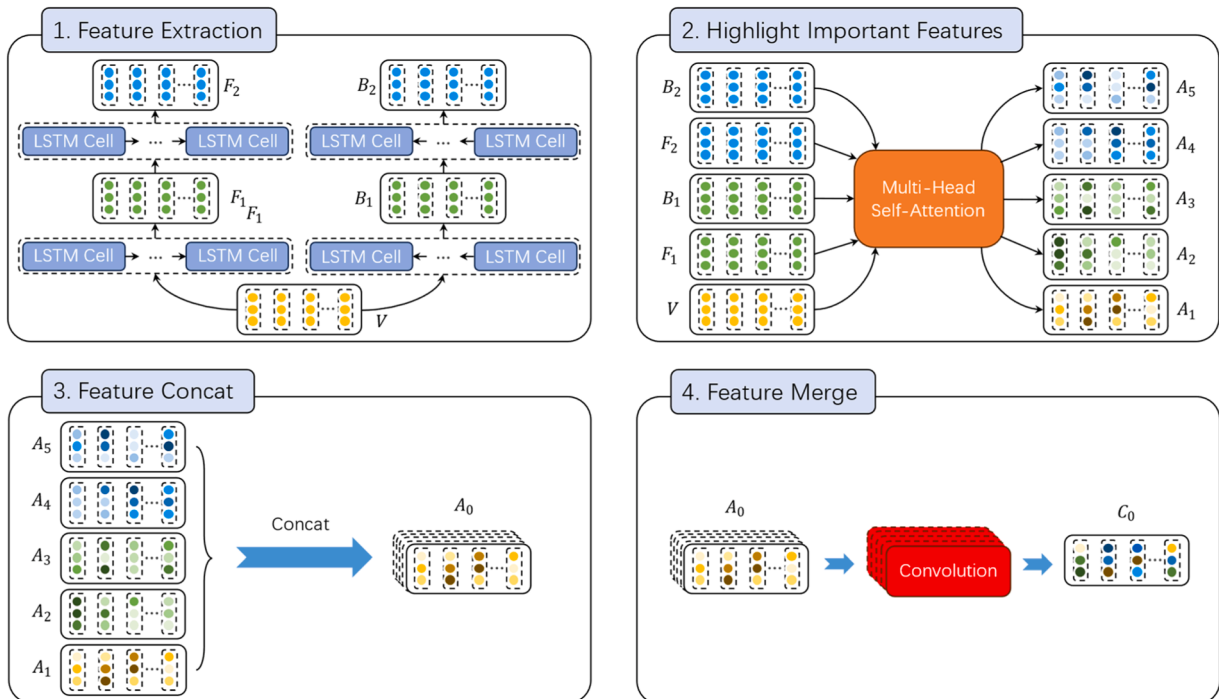 1. Feature Extraction
F2
B2
LSTM Cell ... LSTM Cell
LSTM Cell ... LSTM Cell
F1
F1
B1
LSTM Cell ... LSTM Cell
LSTM Cell ... LSTM Cell
V
2. Highlight Important Features
B2
F2
B1
F1
V
Multi-Head
Self-Attention
A5
A4
A3
A2
A1
3. Feature Concat
A5
A4
A3
A2
A1
Concat
A0
4. Feature Merge
A0
Convolution
C0